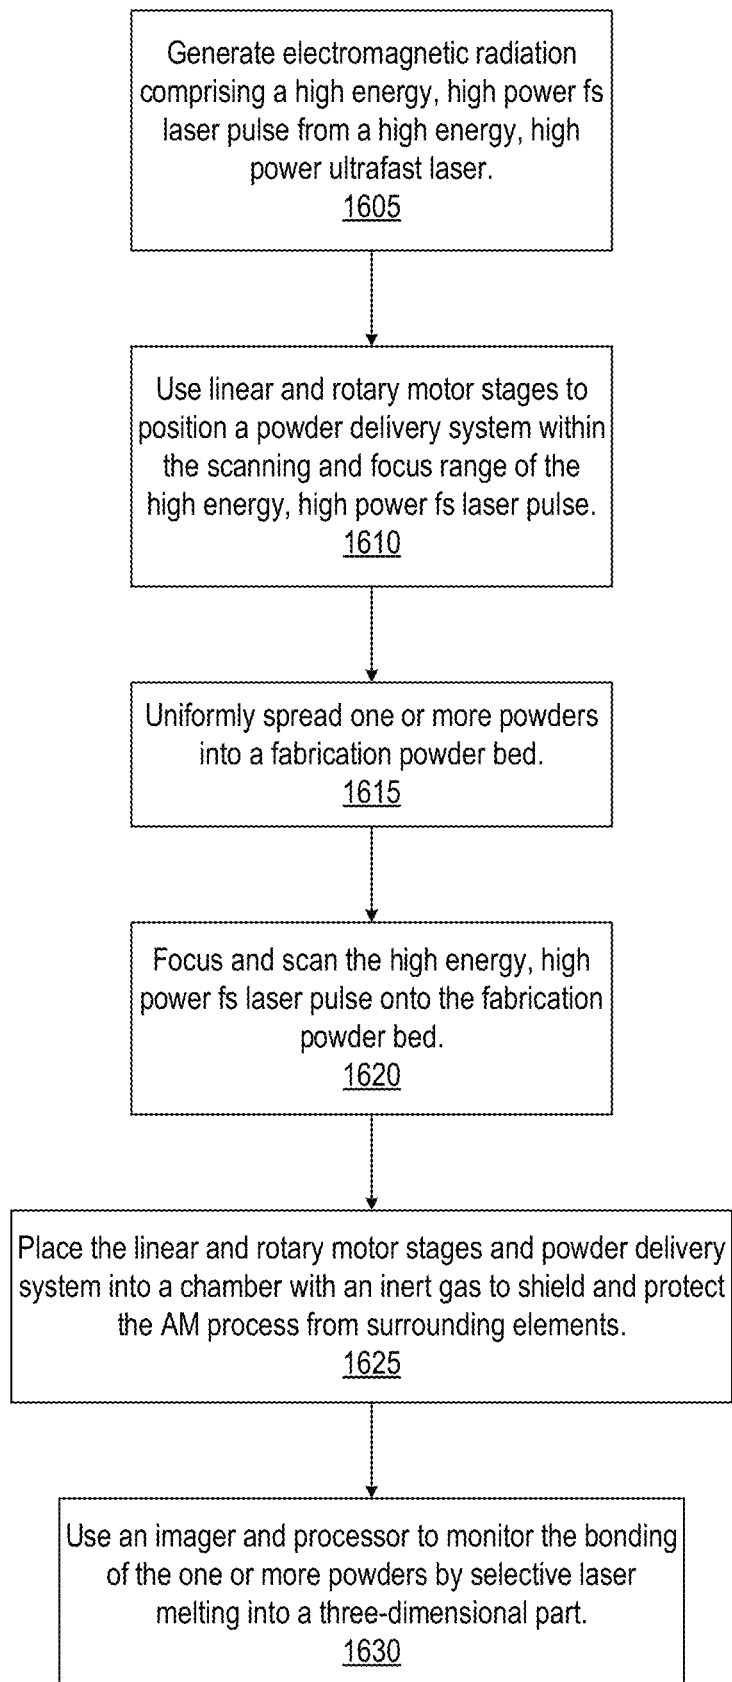 Generate electromagnetic radiation
comprising a high energy, high power fs
laser pulse from a high energy, high
power ultrafast laser.
1605
Use linear and rotary motor stages to
position a powder delivery system within
the scanning and focus range of the
high energy, high power fs laser pulse.
1610
Uniformly spread one or more powders
into a fabrication powder bed.
1615
Focus and scan the high energy, high
power fs laser pulse onto the fabrication
powder bed.
1620
Place the linear and rotary motor stages and powder delivery
system into a chamber with an inert gas to shield and protect
the AM process from surrounding elements.
1625
Use an imager and processor to monitor the bonding
of the one or more powders by selective laser
melting into a three-dimensional part.
1630